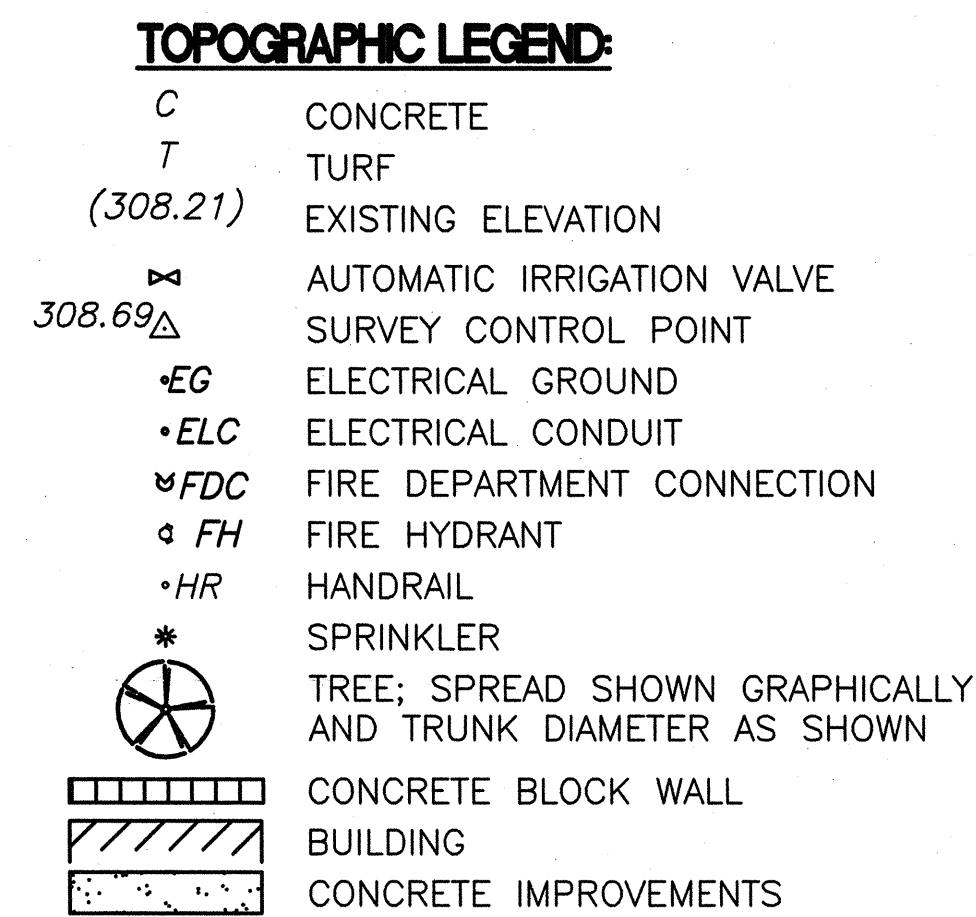 TOPOGRAPHIC LEGEND:
C CONCRETE
T TURF
(308.21) EXISTING ELEVATION
AUTOMATIC IRRIGATION VALVE
308.69 SURVEY CONTROL POINT
EG ELECTRICAL GROUND
ELC ELECTRICAL CONDUIT
FDC FIRE DEPARTMENT CONNECTION
FH FIRE HYDRANT
HR HANDRAIL
SPRINKLER
TREE; SPREAD SHOWN GRAPHICALLY
AND TRUNK DIAMETER AS SHOWN
CONCRETE BLOCK WALL
BUILDING
CONCRETE IMPROVEMENTS